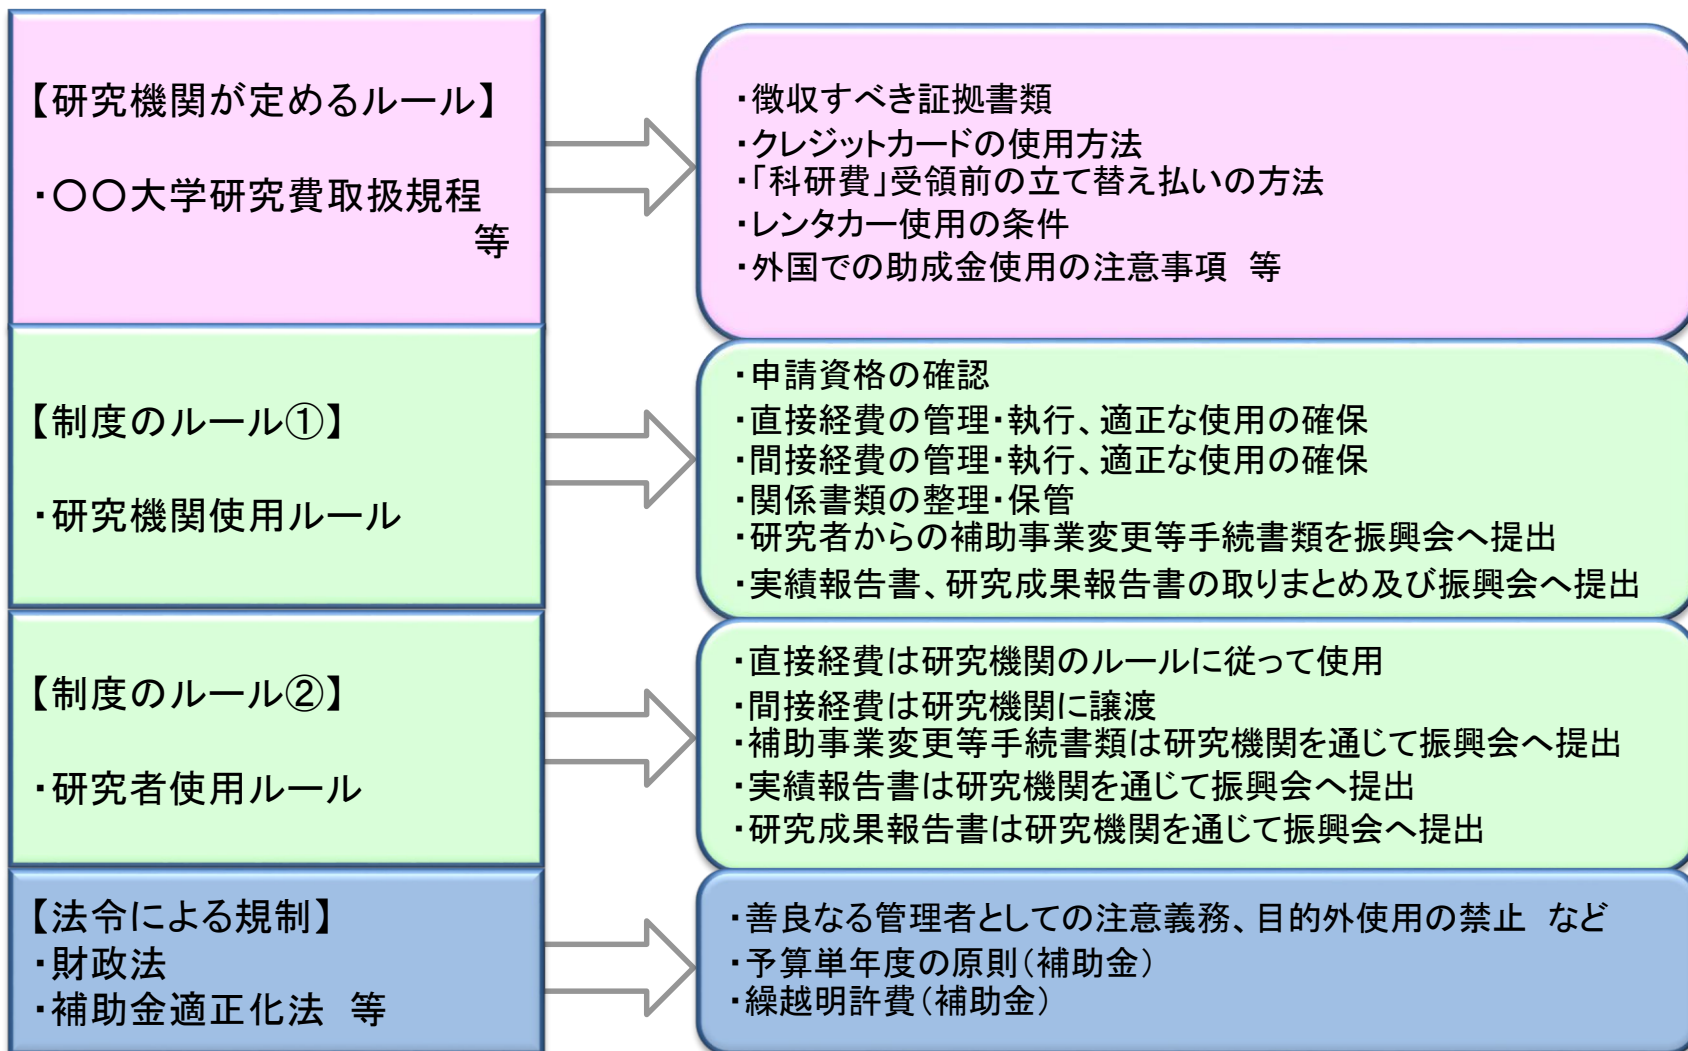 【研究機関が定めるルール】
・〇〇大学研究費取扱規程
等
・徴収すべき証拠書類
・クレジットカードの使用方法
・「科研費」受領前の立て替え払いの方法
・レンタカー使用の条件
・外国での助成金使用の注意事項　等
【制度のルール①】
・研究機関使用ルール
・申請資格の確認
・直接経費の管理・執行、適正な使用の確保
・間接経費の管理・執行、適正な使用の確保
・関係書類の整理・保管
・研究者からの補助事業変更等手続書類を振興会へ提出
・実績報告書、研究成果報告書の取りまとめ及び振興会へ提出
【制度のルール②】
・研究者使用ルール
・直接経費は研究機関のルールに従って使用
・間接経費は研究機関に譲渡
・補助事業変更等手続書類は研究機関を通じて振興会へ提出
・実績報告書は研究機関を通じて振興会へ提出
・研究成果報告書は研究機関を通じて振興会へ提出
【法令による規制】
・財政法
・補助金適正化法　等
・善良なる管理者としての注意義務、目的外使用の禁止　など
・予算単年度の原則（補助金）
・繰越明許費（補助金）